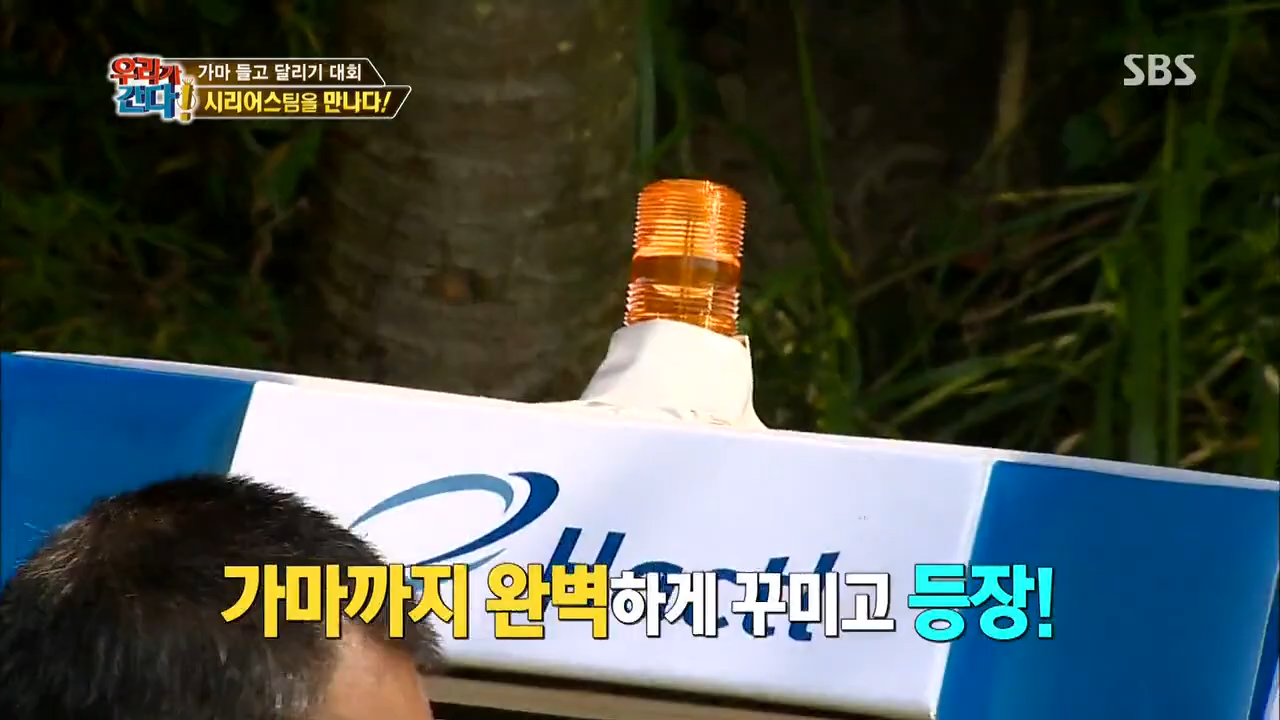 우리가 간다!
가마 들고 달리기 대회
시리어스팀을 만나다!
SBS
가마까지 완벽하게 꾸미고 등장!